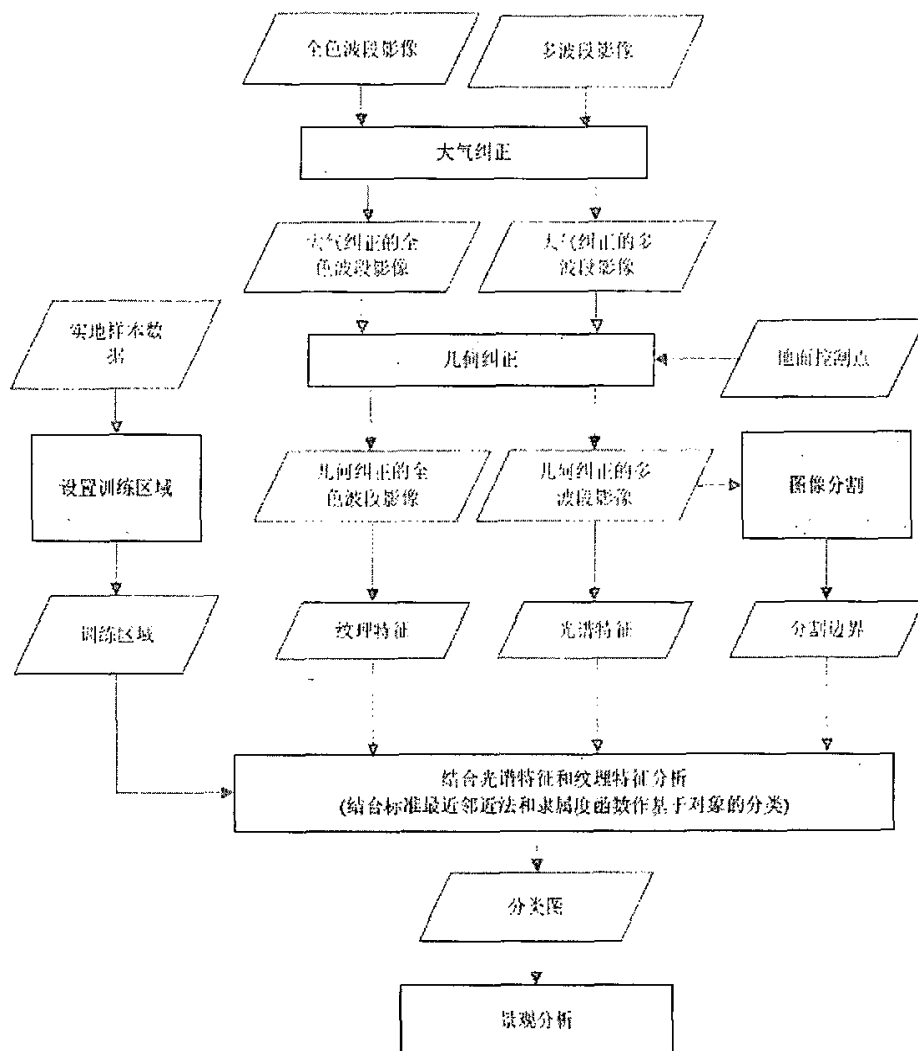 全色波段影像
多波段影像
大气纠正
大气纠正的全
色波段影像
大气纠正的多
波段影像
实地样本数
据
几何纠正
地面控制点
设置训练区域
几何纠正的全
色波段影像
几何纠正的多
波段影像
图像分割
训练区域
纹理特征
光谱特征
分割边界
结合光谱特征和纹理特征分析
(结合标准最近邻近法和隶属度函数作基于对象的分类)
分类图
景观分析